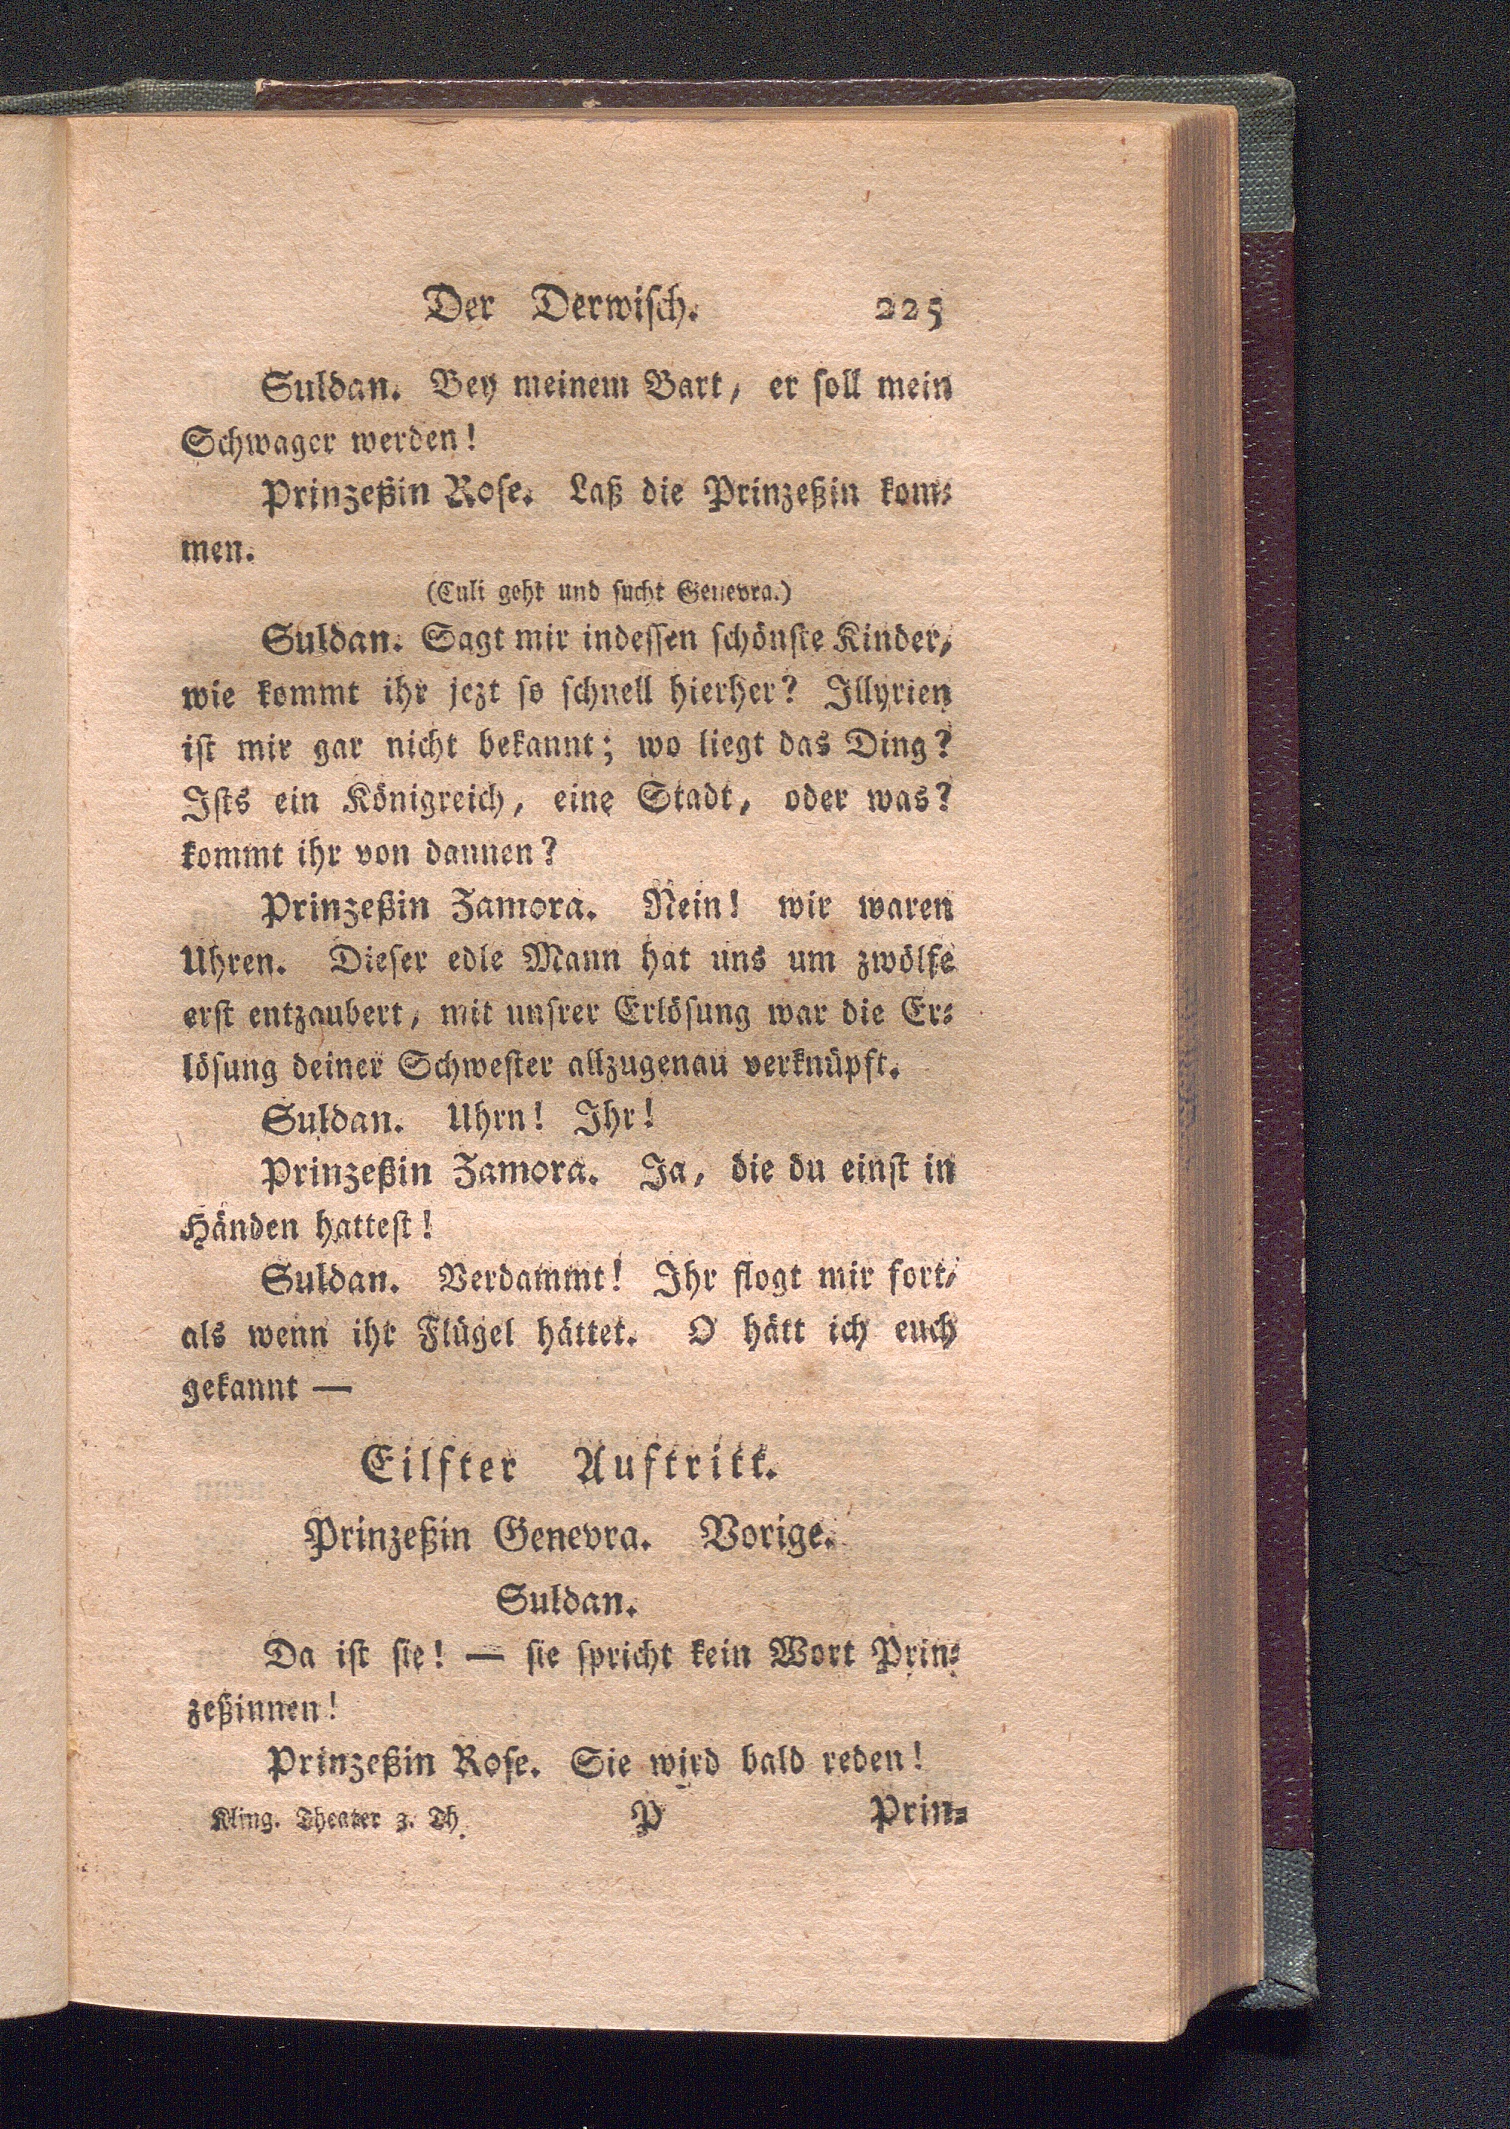 Der Derwiſch. 225
Suldan. Bey meinem Bart, er ſoll mein
Schwager werden!
Prinzeßin Roſe. Laß die Prinzeßin kom-
men.
(Culi geht und ſucht Genevra.)
Suldan. Sagt mir indeſſen ſchönſte Kinder,
wie kommt ihr jezt ſo ſchnell hierher? Illyrien
iſt mir gar nicht bekannt; wo liegt das Ding?
Iſts ein Königreich, eine Stadt, oder was?
kommt ihr von dannen?
Prinzeßin Zamora. Nein! wir waren
Uhren. Dieſer edle Mann hat uns um zwölfe
erſt entzaubert, mit unſrer Erlöſung war die Er-
löſung deiner Schweſter allzugenau verknüpft.
Suldan. Uhrn! Ihr!
Prinzeßin Zamora. Ja, die du einſt in
Händen hatteſt!
Suldan. Verdammt! Ihr flogt mir fort,
als wenn ihr Flügel hättet. O hätt ich euch
gekannt —
Eilfter Auftritt.
Prinzeßin Genevra. Vorige.
Suldan.
Da iſt ſie! — ſie ſpricht kein Wort Prin-
zeßinnen!
Prinzeßin Roſe. Sie wird bald reden!
Kling. Theater 3. Th. P Prin-